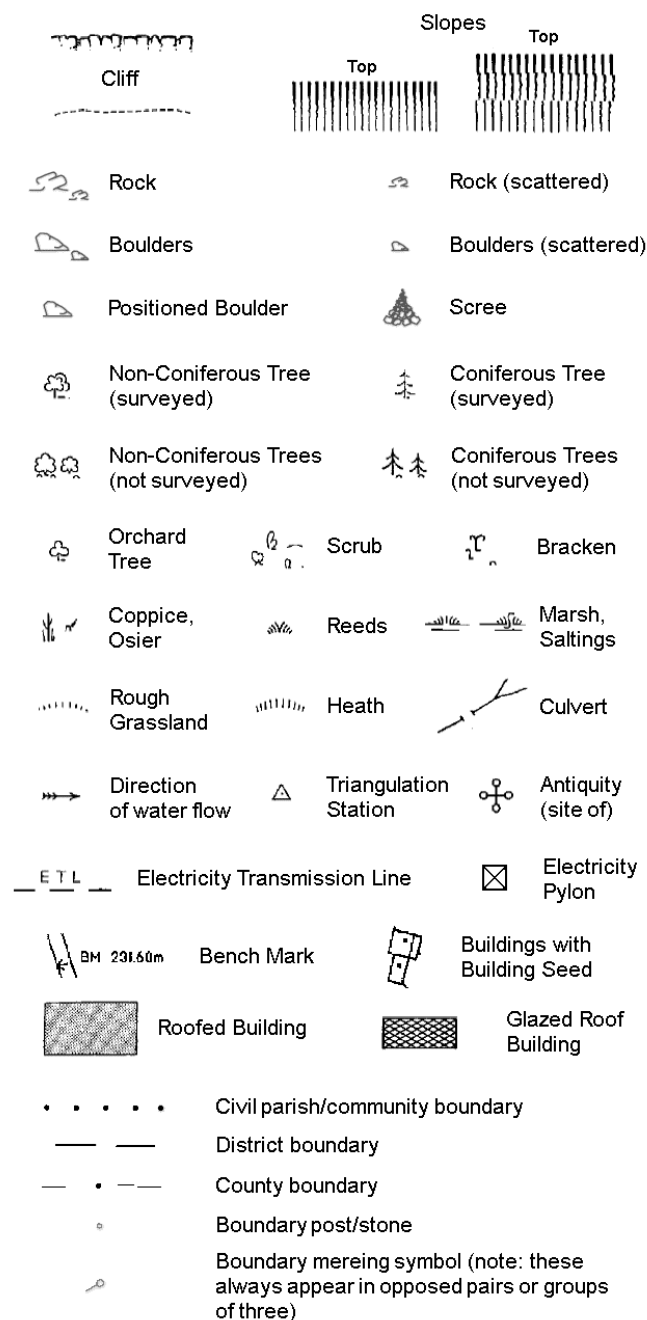 Slopes
Top
Top
Cliff
Rock
Rock (scattered)
Boulders
Boulders (scattered)
Positioned Boulder
Scree
Non-Coniferous Tree
(surveyed)
Coniferous Tree
(surveyed)
Non-Coniferous Trees
(not surveyed)
Coniferous Trees
(not surveyed)
Orchard
Tree
Scrub
Bracken
Coppice,
Osier
Reeds
Marsh,
Saltings
Rough
Grassland
Heath
Culvert
Direction
of water flow
Triangulation
Station
Antiquity
(site of)
E T L
Electricity Transmission Line
Electricity
Pylon
BM 231.60m
Bench Mark
Buildings with
Building Seed
Roofed Building
Glazed Roof
Building
Civil parish/community boundary
District boundary
County boundary
Boundary post/stone
Boundary mereing symbol (note: these
always appear in opposed pairs or groups
of three)